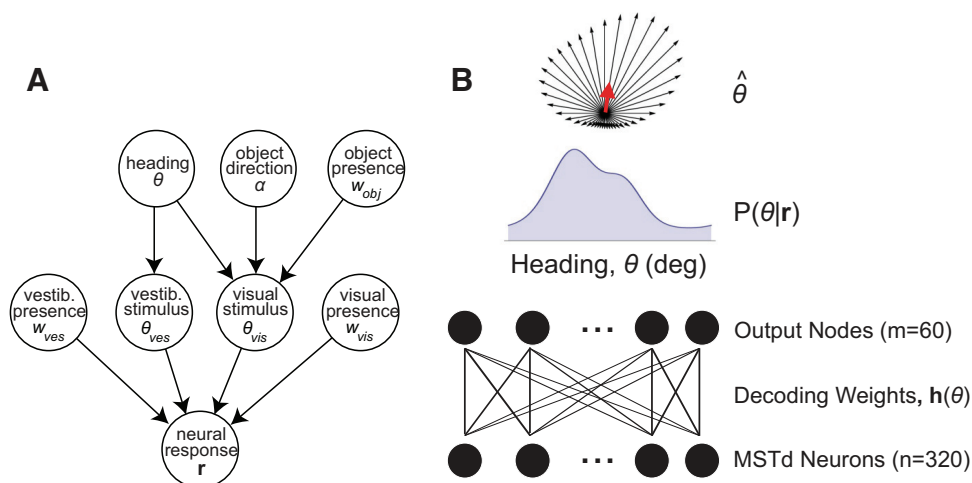 A
heading
θ
object
direction
α
object
presence
w_obj
vestib.
presence
w_ves
vestib.
stimulus
θ_ves
visual
stimulus
θ_vis
visual
presence
w_vis
neural
response
r
B
θ̂
P(θ|r)
Heading, θ (deg)
Output Nodes (m=60)
Decoding Weights, h(θ)
MSTd Neurons (n=320)